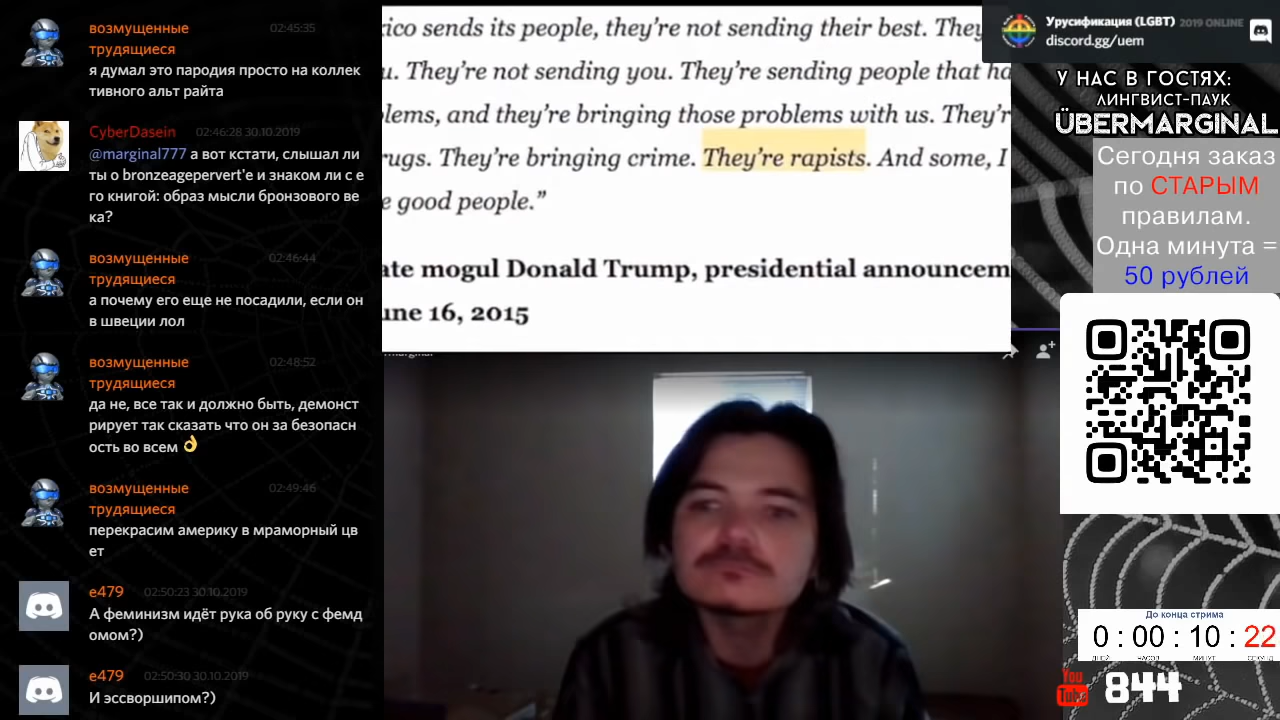 возмущенные
трудящиеся
02:45:35
я думал это пародия просто на коллек
тивного альт райта
CyberDasein 02:46:28 30.10.2019
@marginal777 а вот кстати, слышал ли
ты о bronzeagepervert'е и знаком ли с е
го книгой: образ мысли бронзового ве
ка?
возмущенные
трудящиеся
02:46:44
а почему его еще не посадили, если он
в швеции лол
возмущенные
трудящиеся
02:48:52
да не, все так и должно быть, демонст
рирует так сказать что он за безопасн
ость во всем 👌
возмущенные
трудящиеся
02:49:46
перекрасим америку в мраморный цв
ет
e479 02:50:23 30.10.2019
А феминизм идёт рука об руку с фемд
омом?)
e479 02:50:30 30.10.2019
И эссворшипом?)
ico sends its people, they're not sending their best. They
u. They're not sending you. They're sending people that ha
lems, and they're bringing those problems with us. They'r
rugs. They're bringing crime. They're rapists. And some, I
e good people."
ate mogul Donald Trump, presidential announcem
une 16, 2015
Урусификация (LGBT) 2019 ONLINE
discord.gg/uem
У НАС В ГОСТЯХ:
ЛИНГВИСТ-ПАУК
ÜBERMARGINAL
Сегодня заказ
по СТАРЫМ
правилам.
Одна минута =
50 рублей
До конца стрима
0 : 00 : 10 : 22
ДНЕЙ ЧАСОВ МИНУТ СЕКУНД
You
Tube
844